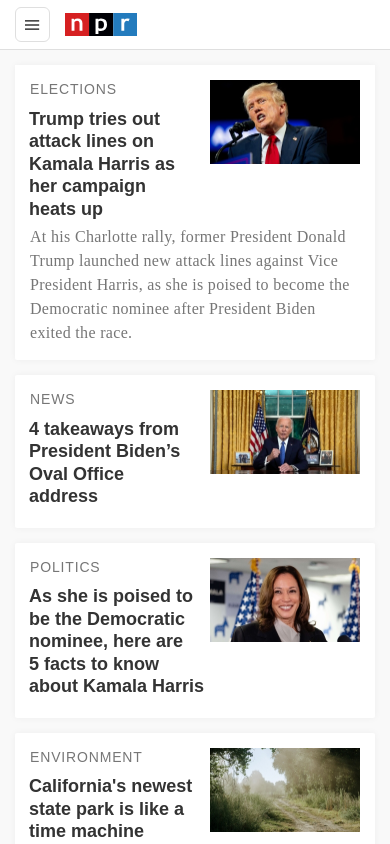 npr
ELECTIONS
Trump tries out
attack lines on
Kamala Harris as
her campaign
heats up
At his Charlotte rally, former President Donald
Trump launched new attack lines against Vice
President Harris, as she is poised to become the
Democratic nominee after President Biden
exited the race.
NEWS
4 takeaways from
President Biden’s
Oval Office
address
POLITICS
As she is poised to
be the Democratic
nominee, here are
5 facts to know
about Kamala Harris
ENVIRONMENT
California's newest
state park is like a
time machine